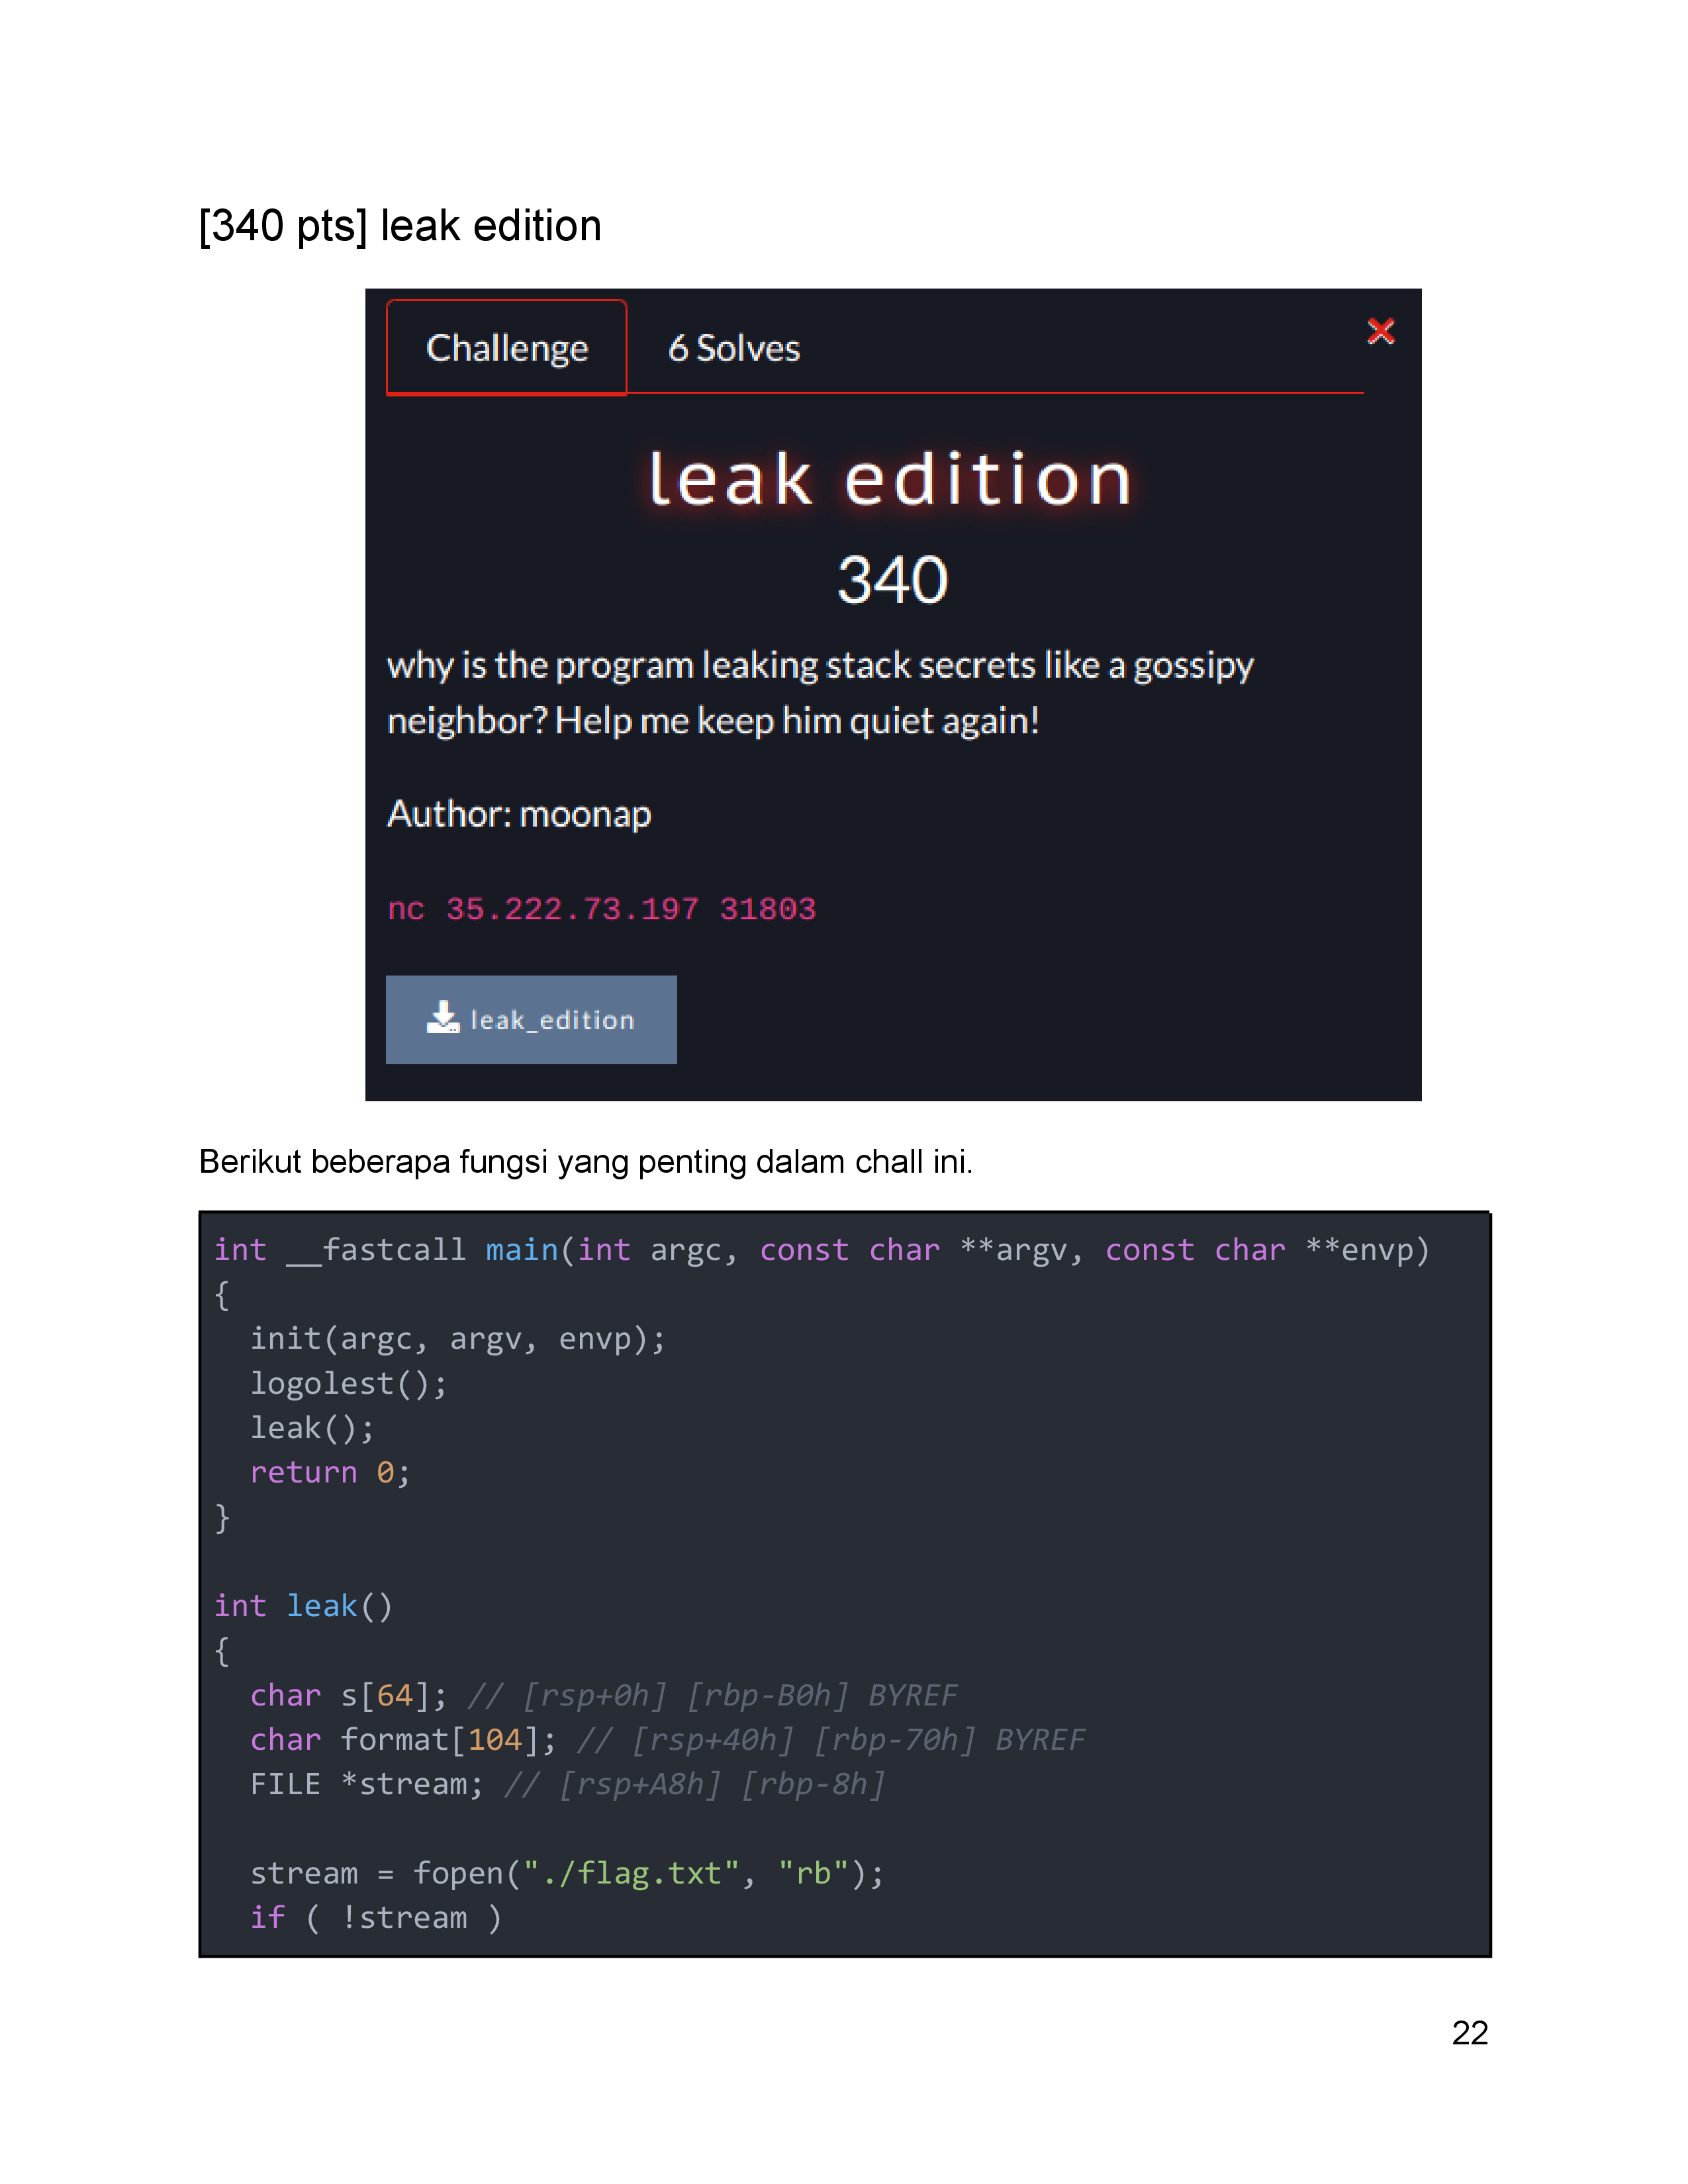 [340 pts] leak edition
Challenge
6 Solves
leak edition
340
why is the program leaking stack secrets like a gossipy
neighbor? Help me keep him quiet again!
Author: moonap
nc 35.222.73.197 31803
leak_edition
Berikut beberapa fungsi yang penting dalam chall ini.
int __fastcall main(int argc, const char **argv, const char **envp)
{
  init(argc, argv, envp);
  logolest();
  leak();
  return 0;
}
int leak()
{
  char s[64]; // [rsp+0h] [rbp-B0h] BYREF
  char format[104]; // [rsp+40h] [rbp-70h] BYREF
  FILE *stream; // [rsp+A8h] [rbp-8h]
  stream = fopen("./flag.txt", "rb");
  if ( !stream )
22